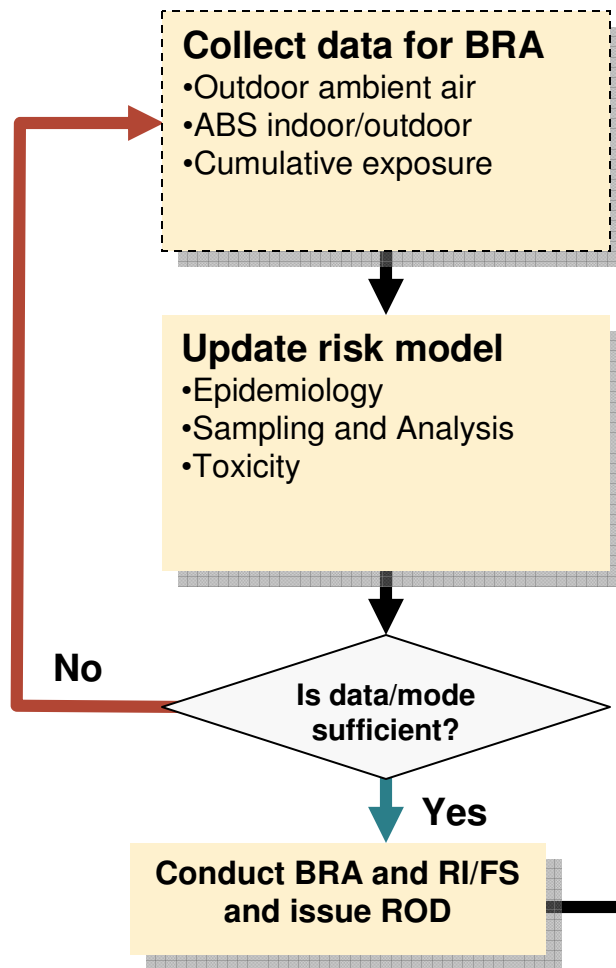 Collect data for BRA
•Outdoor ambient air
•ABS indoor/outdoor
•Cumulative exposure
Update risk model
•Epidemiology
•Sampling and Analysis
•Toxicity
No
Is data/mode
sufficient?
Yes
Conduct BRA and RI/FS
and issue ROD